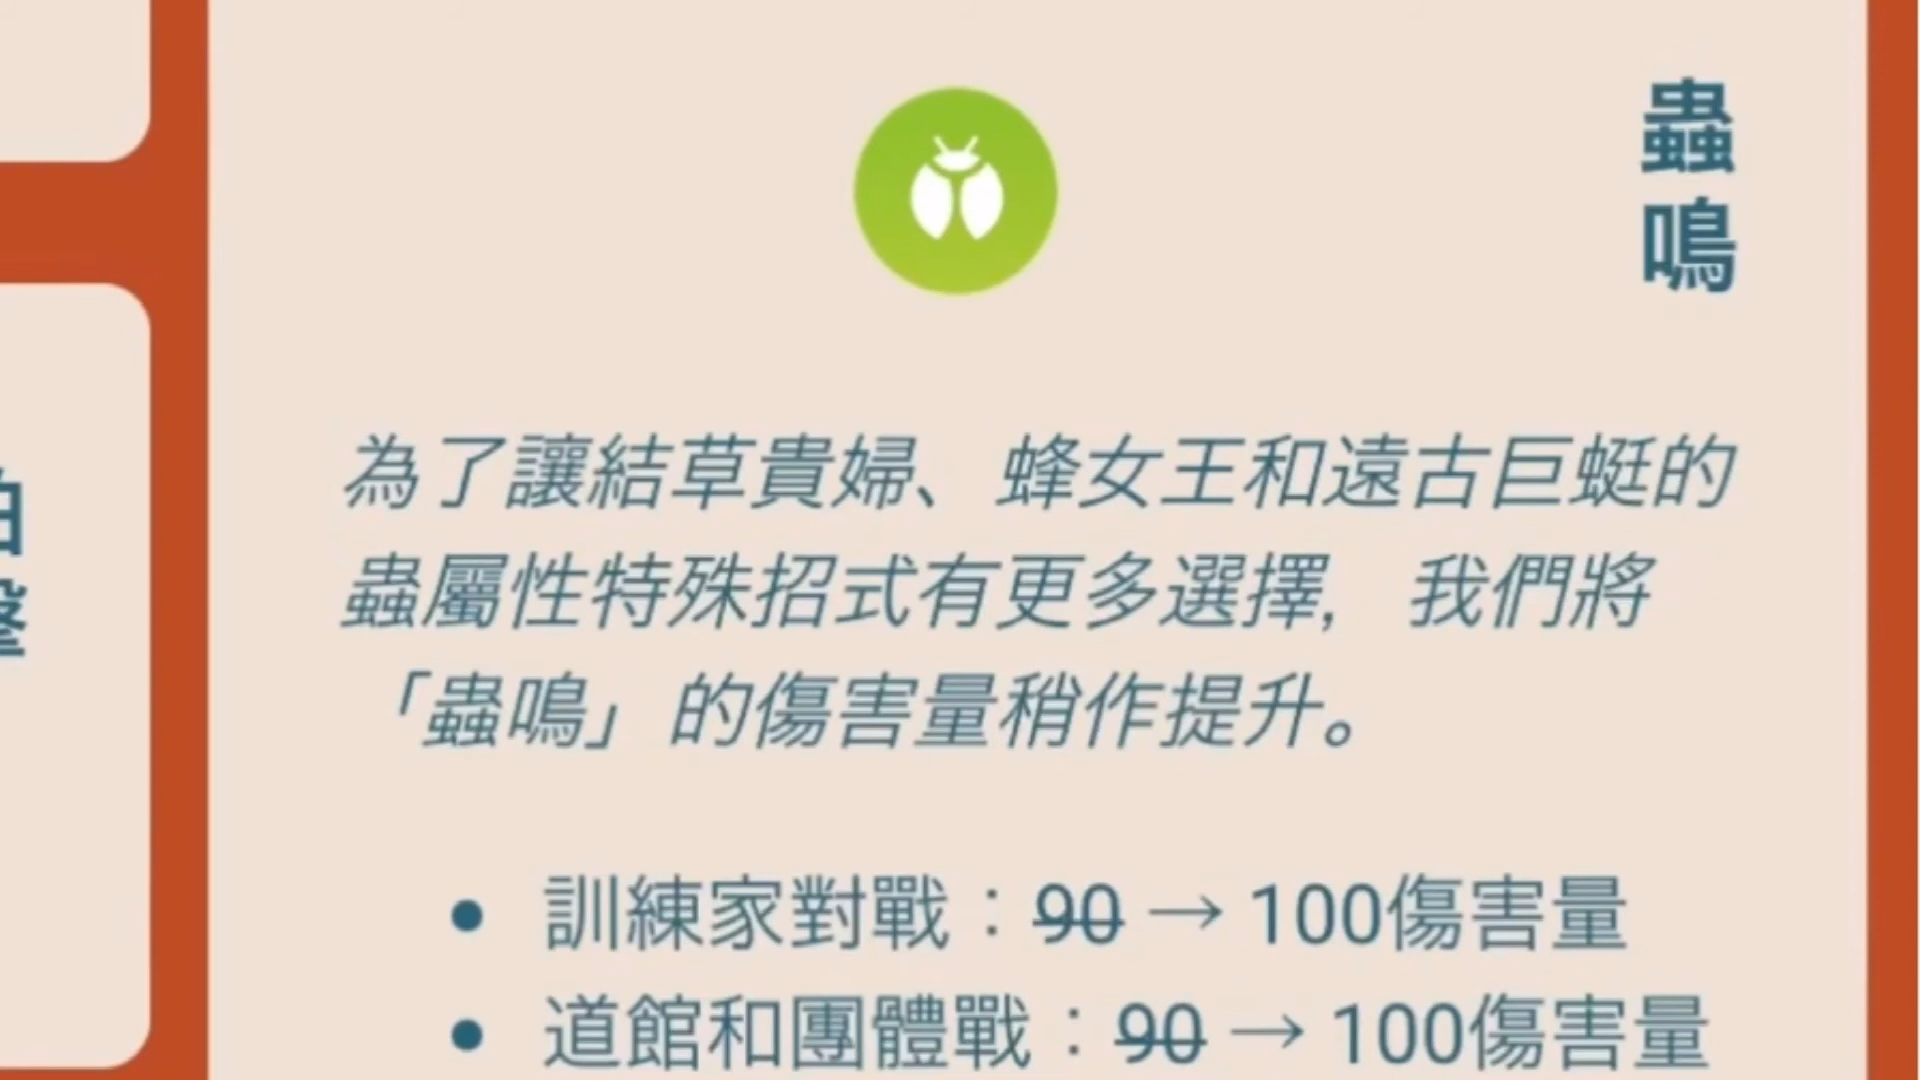 蟲鳴
為了讓結草貴婦、蜂女王和遠古巨蜓的
蟲屬性特殊招式有更多選擇，我們將
「蟲鳴」的傷害量稍作提升。
訓練家對戰：90 → 100傷害量
道館和團體戰：90 → 100傷害量